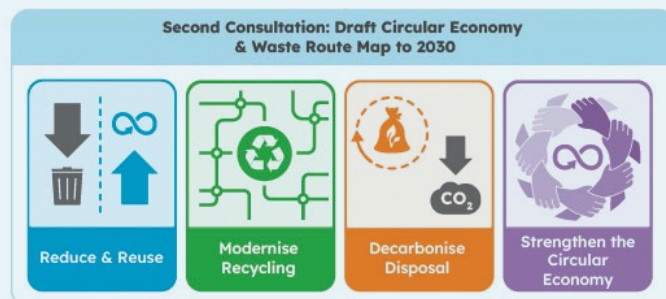 Second Consultation: Draft Circular Economy
& Waste Route Map to 2030
CO₂
Reduce & Reuse
Modernise
Recycling
Decarbonise
Disposal
Strengthen the
Circular
Economy